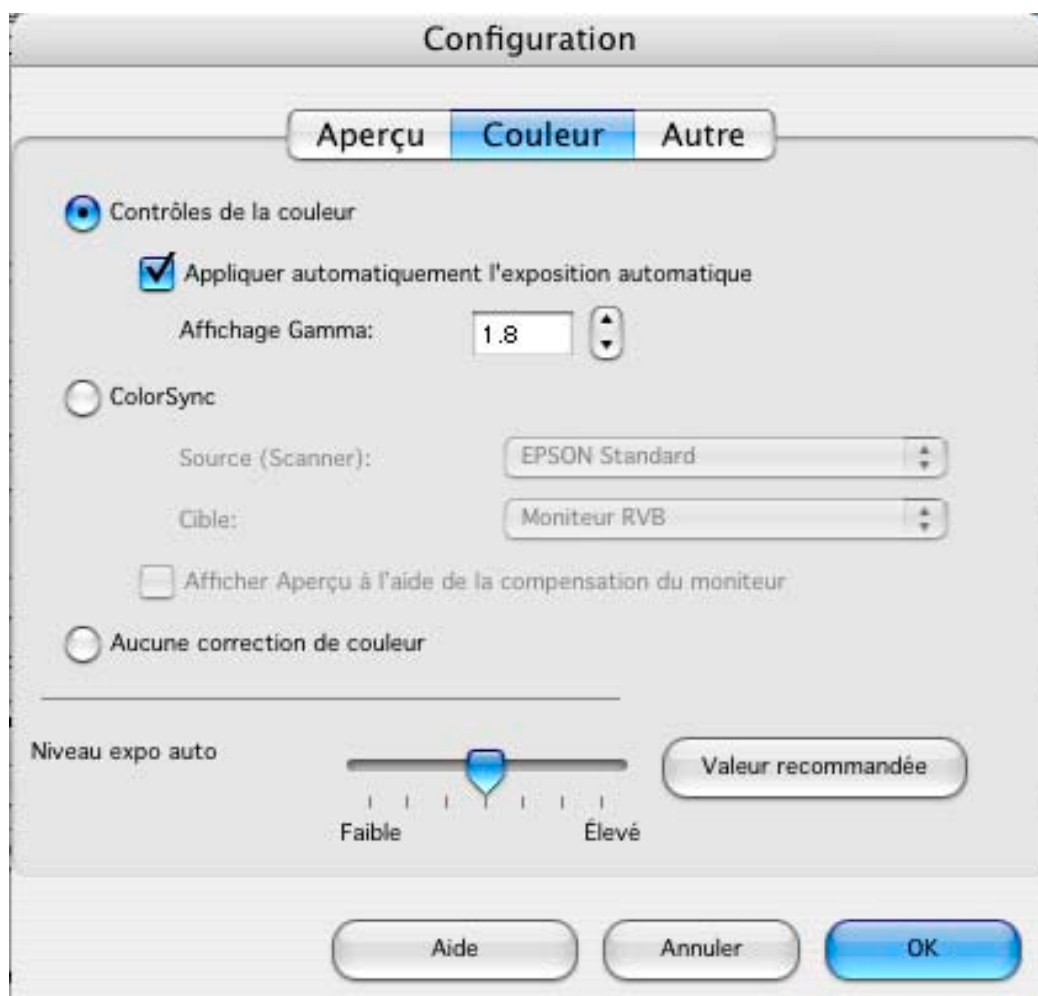 Configuration
Aperçu Couleur Autre
Contrôles de la couleur
Appliquer automatiquement l'exposition automatique
Affichage Gamma: 1.8
ColorSync
Source (Scanner): EPSON Standard
Cible: Moniteur RVB
Afficher Aperçu à l'aide de la compensation du moniteur
Aucune correction de couleur
Niveau expo auto Valeur recommandée
Faible Élevé
Aide Annuler OK